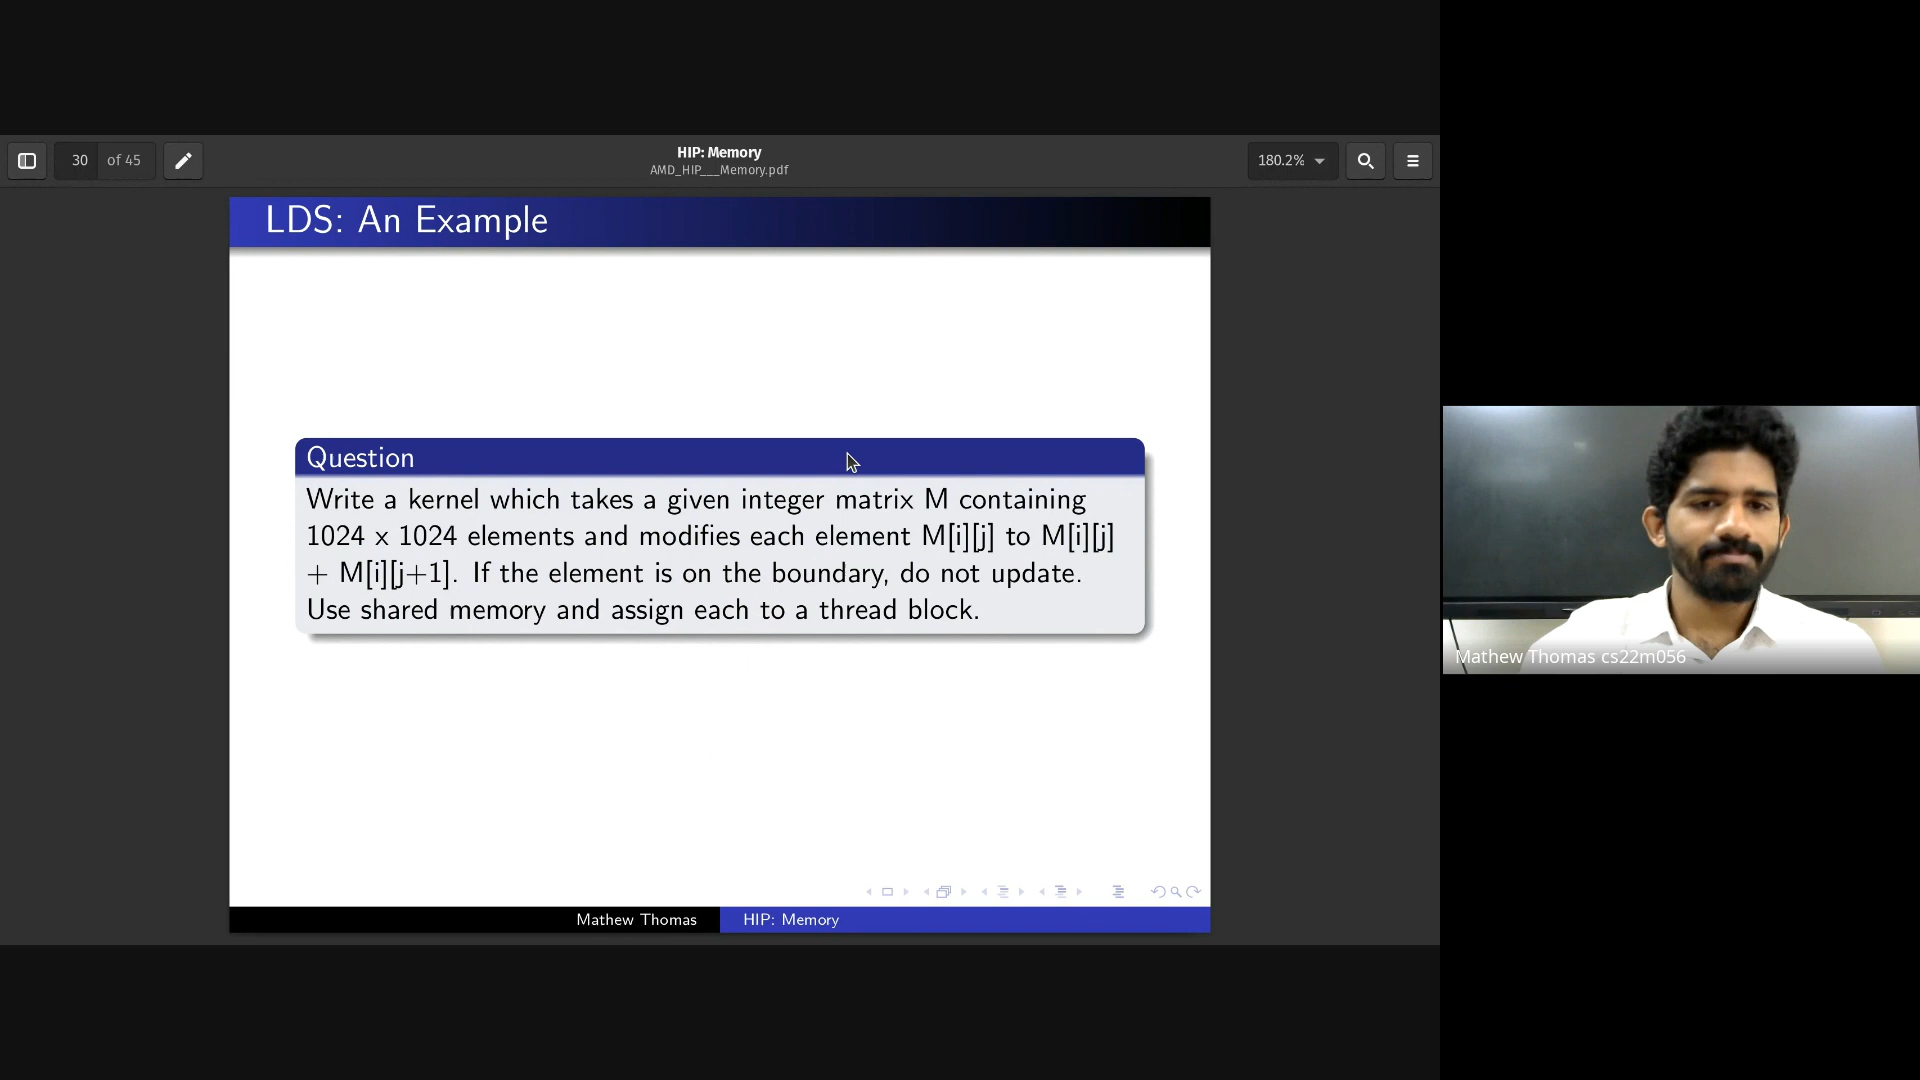 30 of 45
HIP: Memory
AMD_HIP___Memory.pdf
180.2%
LDS: An Example
Question
Write a kernel which takes a given integer matrix M containing
1024 x 1024 elements and modifies each element M[i][j] to M[i][j]
+ M[i][j+1]. If the element is on the boundary, do not update.
Use shared memory and assign each to a thread block.
Mathew Thomas cs22m056
Mathew Thomas
HIP: Memory